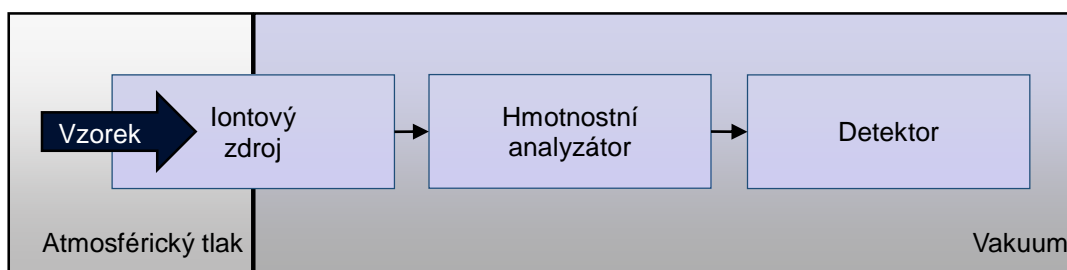 Vzorek
Iontový
zdroj
Hmotnostní
analyzátor
Detektor
Atmosférický tlak
Vakuum